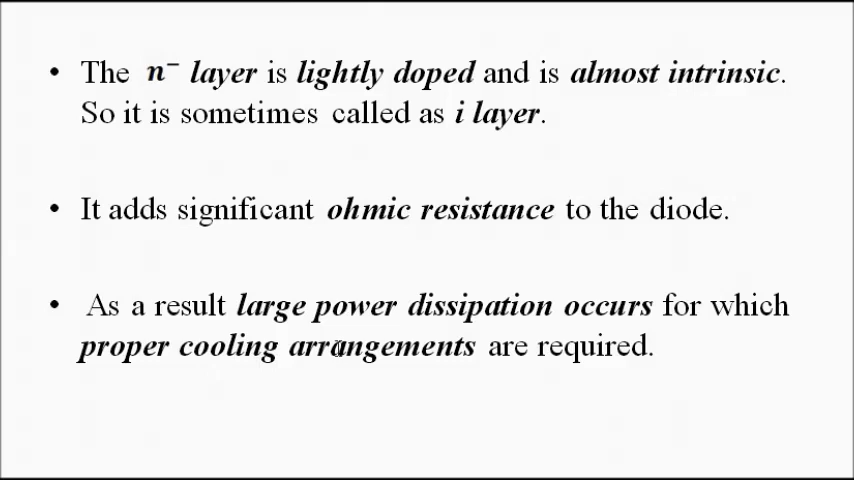 • The n⁻ layer is lightly doped and is almost intrinsic.
So it is sometimes called as i layer.
• It adds significant ohmic resistance to the diode.
• As a result large power dissipation occurs for which
proper cooling arrangements are required.